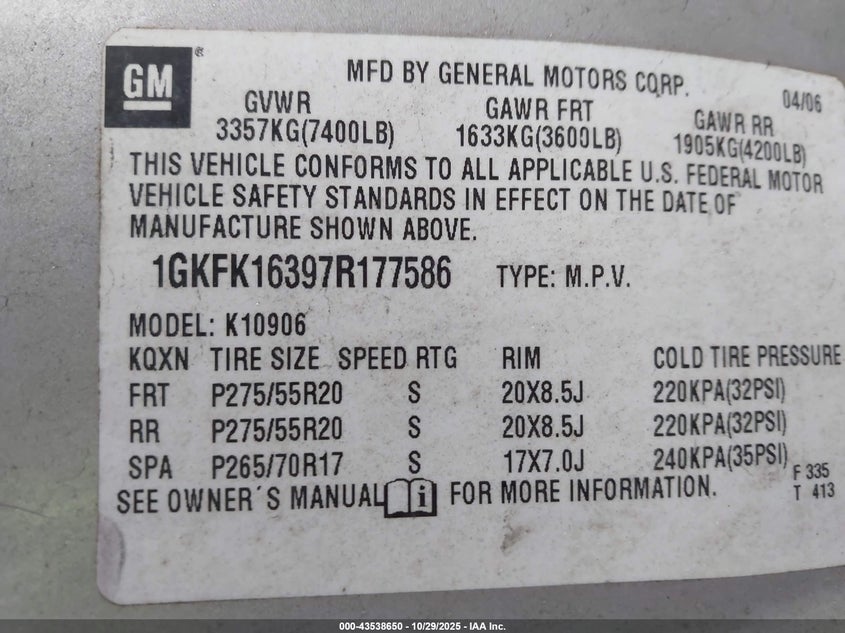 GM ®
MFD BY GENERAL MOTORS CORP. 04/06
GVWR GAWR FRT GAWR RR
3357KG(7400LB) 1633KG(3600LB) 1905KG(4200LB)
THIS VEHICLE CONFORMS TO ALL APPLICABLE U.S. FEDERAL MOTOR
VEHICLE SAFETY STANDARDS IN EFFECT ON THE DATE OF
MANUFACTURE SHOWN ABOVE.
1GKFK16397R177586 TYPE: M.P.V.
MODEL: K10906
KQXN TIRE SIZE SPEED RTG RIM COLD TIRE PRESSURE
FRT P275/55R20 S 20X8.5J 220KPA(32PSI)
RR P275/55R20 S 20X8.5J 220KPA(32PSI)
SPA P265/70R17 S 17X7.0J 240KPA(35PSI)
SEE OWNER´S MANUAL i FOR MORE INFORMATION.
F 335
T 413
000-43538650 - 10/29/2025 - IAA Inc.